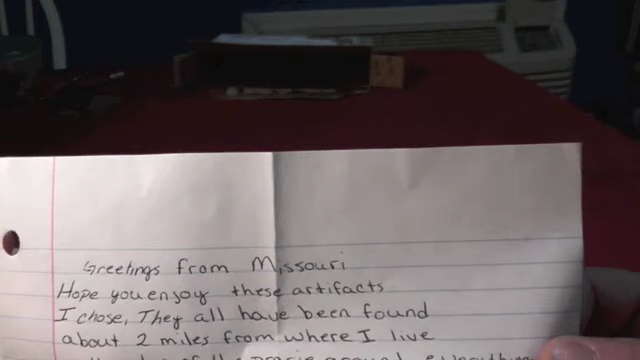 Greetings from Missouri
Hope you enjoy these artifacts
I chose, They all have been found
about 2 miles from where I live